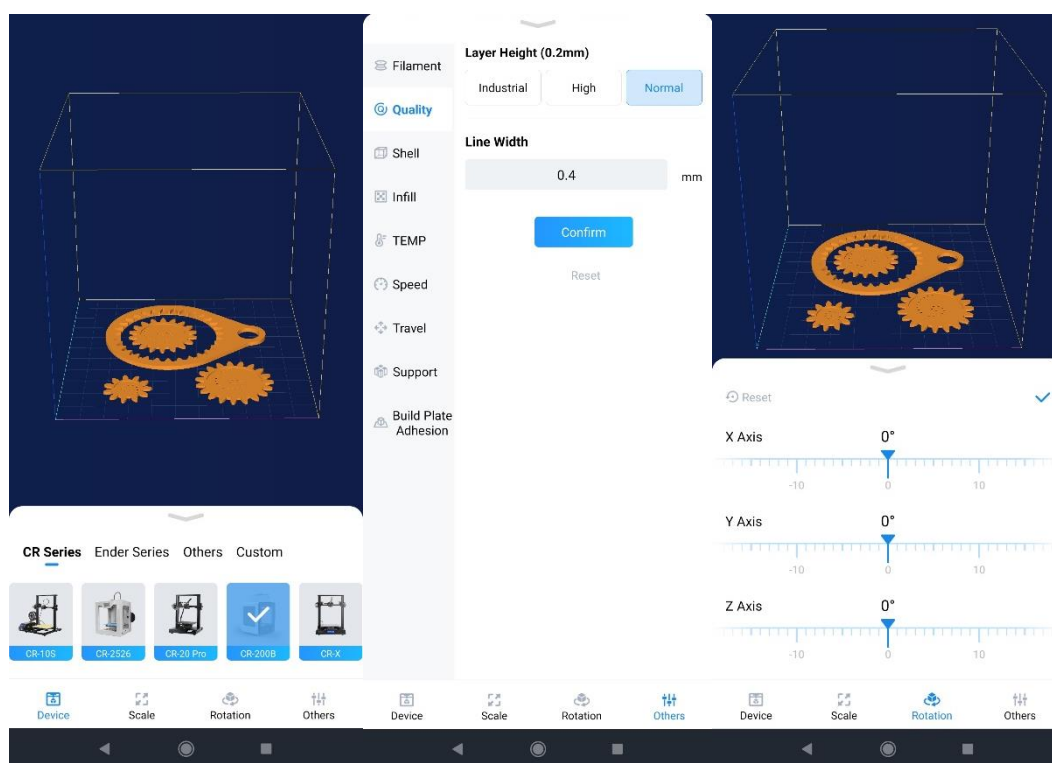 CR Series Ender Series Others Custom
CR-10S CR-2526 CR-20 Pro CR-200B CR-X
Device Scale Rotation Others
Filament
Quality
Shell
Infill
TEMP
Speed
Travel
Support
Build Plate
Adhesion
Layer Height (0.2mm)
Industrial High Normal
Line Width
0.4 mm
Confirm
Reset
Device Scale Rotation Others
Reset
X Axis 0°
-10 0 10
Y Axis 0°
-10 0 10
Z Axis 0°
-10 0 10
Device Scale Rotation Others